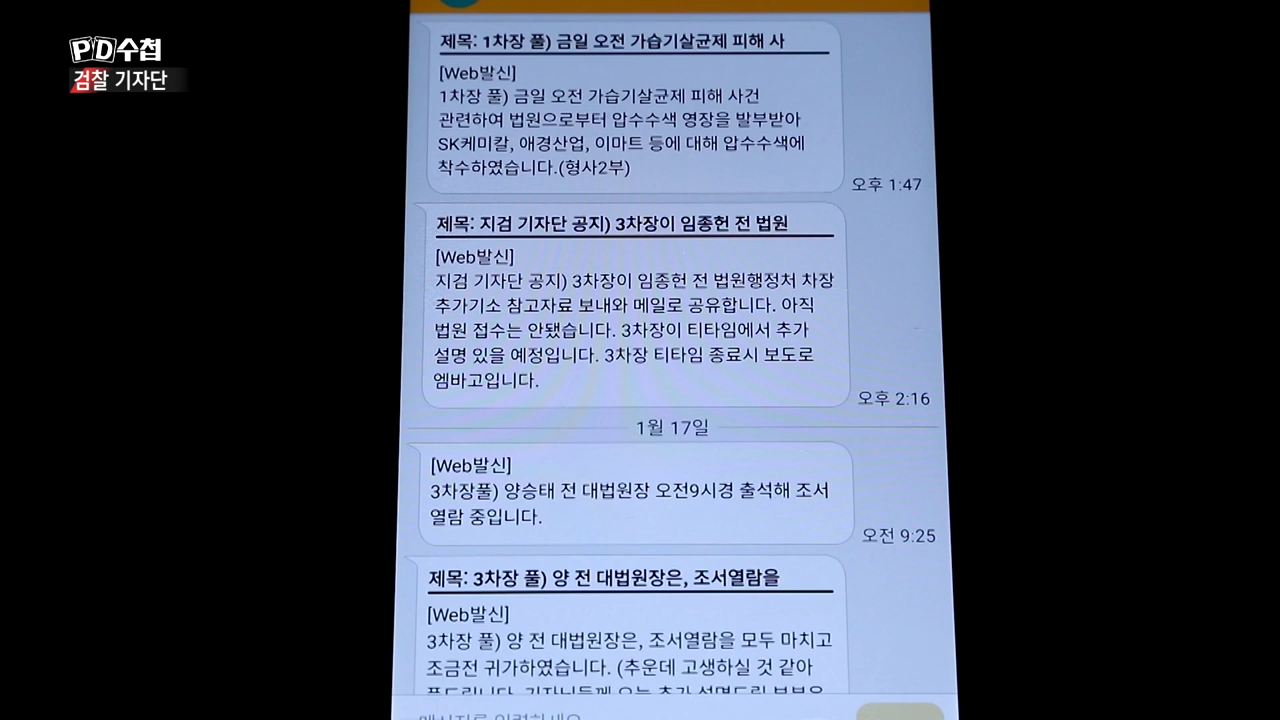 PD수첩
검찰 기자단
제목: 1차장 풀) 금일 오전 가습기살균제 피해 사
[Web발신]
1차장 풀) 금일 오전 가습기살균제 피해 사건
관련하여 법원으로부터 압수수색 영장을 발부받아
SK케미칼, 애경산업, 이마트 등에 대해 압수수색에
착수하였습니다.(형사2부)
오후 1:47
제목: 지검 기자단 공지) 3차장이 임종헌 전 법원
[Web발신]
지검 기자단 공지) 3차장이 임종헌 전 법원행정처 차장
추가기소 참고자료 보내와 메일로 공유합니다. 아직
법원 접수는 안됐습니다. 3차장이 티타임에서 추가
설명 있을 예정입니다. 3차장 티타임 종료시 보도로
엠바고입니다.
오후 2:16
1월 17일
[Web발신]
3차장풀) 양승태 전 대법원장 오전9시경 출석해 조서
열람 중입니다.
오전 9:25
제목: 3차장 풀) 양 전 대법원장은, 조서열람을
[Web발신]
3차장 풀) 양 전 대법원장은, 조서열람을 모두 마치고
조금전 귀가하였습니다. (추운데 고생하실 것 같아